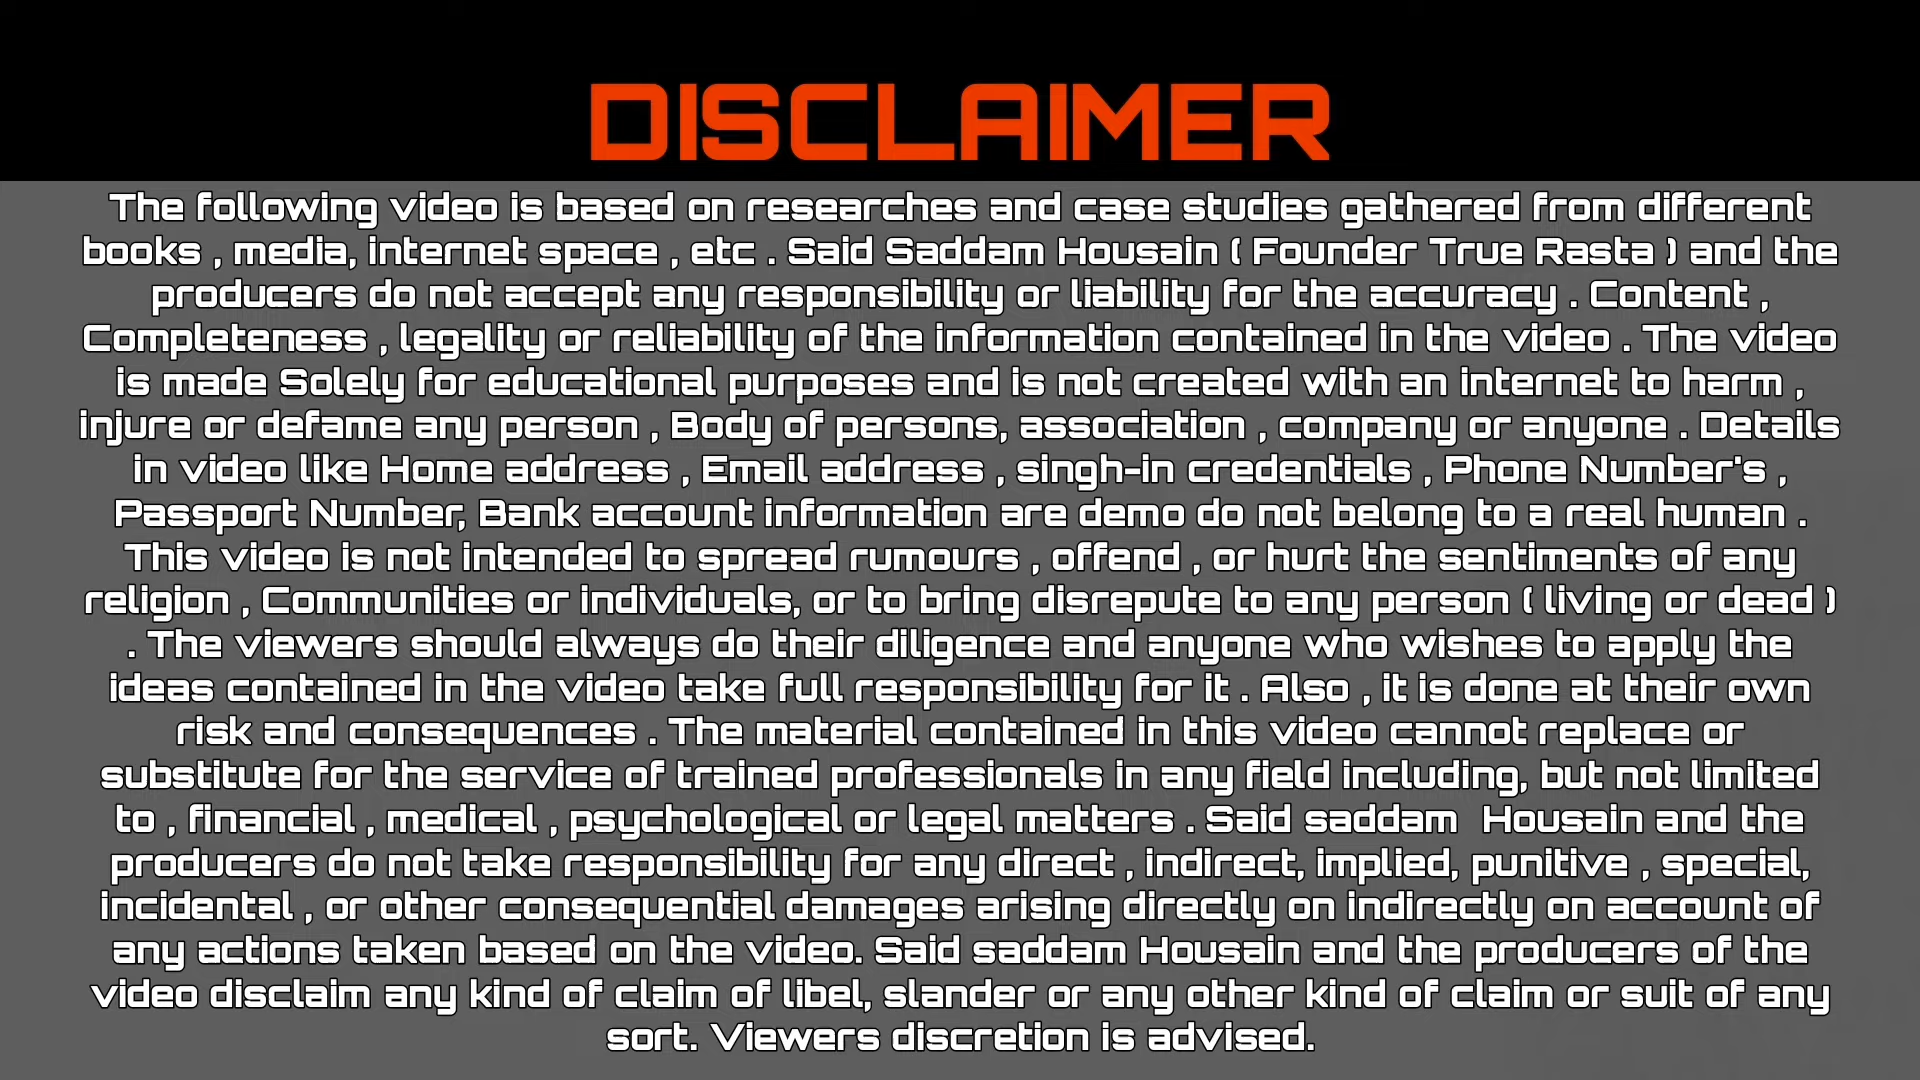 DISCLAIMER
The following video is based on researches and case studies gathered from different
books , media, internet space , etc . Said Saddam Housain ( Founder True Rasta ) and the
producers do not accept any responsibility or liability for the accuracy . Content ,
Completeness , legality or reliability of the information contained in the video . The video
is made Solely for educational purposes and is not created with an internet to harm ,
injure or defame any person , Body of persons, association , company or anyone . Details
in video like Home address , Email address , singh-in credentials , Phone Number's ,
Passport Number, Bank account information are demo do not belong to a real human .
This video is not intended to spread rumours , offend , or hurt the sentiments of any
religion , Communities or individuals, or to bring disrepute to any person ( living or dead )
. The viewers should always do their diligence and anyone who wishes to apply the
ideas contained in the video take full responsibility for it . Also , it is done at their own
risk and consequences . The material contained in this video cannot replace or
substitute for the service of trained professionals in any field including, but not limited
to , financial , medical , psychological or legal matters . Said saddam  Housain and the
producers do not take responsibility for any direct , indirect, implied, punitive , special,
incidental , or other consequential damages arising directly on indirectly on account of
any actions taken based on the video. Said saddam Housain and the producers of the
video disclaim any kind of claim of libel, slander or any other kind of claim or suit of any
sort. Viewers discretion is advised.